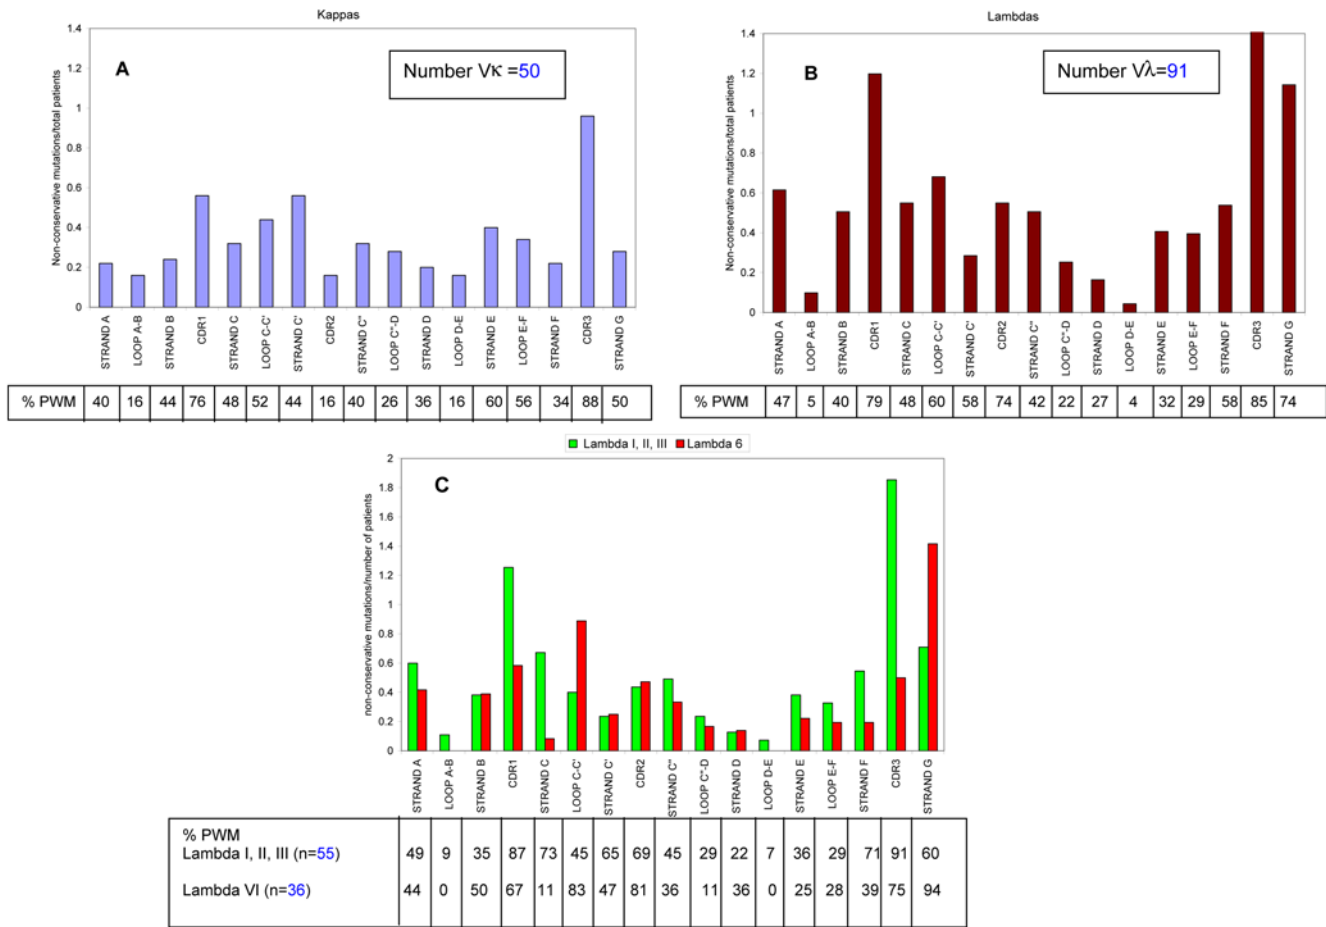 Kappas
Non-conservative mutations/total patients
1.4
1.2
1
0.8
0.6
0.4
0.2
0
A
Number Vκ =50
STRAND A
LOOP A-B
STRAND B
CDR1
STRAND C
LOOP C-C'
STRAND C'
CDR2
STRAND C"
LOOP C"-D
STRAND D
LOOP D-E
STRAND E
LOOP E-F
STRAND F
CDR3
STRAND G
% PWM 40 16 44 76 48 52 44 16 40 26 36 16 60 56 34 88 50
Lambdas
Non-conservative mutations/total patients
1.4
1.2
1
0.8
0.6
0.4
0.2
0
B
Number Vλ=91
STRAND A
LOOP A-B
STRAND B
CDR1
STRAND C
LOOP C-C'
STRAND C'
CDR2
STRAND C"
LOOP C"-D
STRAND D
LOOP D-E
STRAND E
LOOP E-F
STRAND F
CDR3
STRAND G
% PWM 47 5 40 79 48 60 58 74 42 22 27 4 32 29 58 85 74
Lambda I, II, III Lambda 6
non-conservative mutations/number of patients
2
1.8
1.6
1.4
1.2
1
0.8
0.6
0.4
0.2
0
C
STRAND A
LOOP A-B
STRAND B
CDR1
STRAND C
LOOP C-C'
STRAND C'
CDR2
STRAND C"
LOOP C"-D
STRAND D
LOOP D-E
STRAND E
LOOP E-F
STRAND F
CDR3
STRAND G
% PWM
Lambda I, II, III (n=55) 49 9 35 87 73 45 65 69 45 29 22 7 36 29 71 91 60
Lambda VI (n=36) 44 0 50 67 11 83 47 81 36 11 36 0 25 28 39 75 94